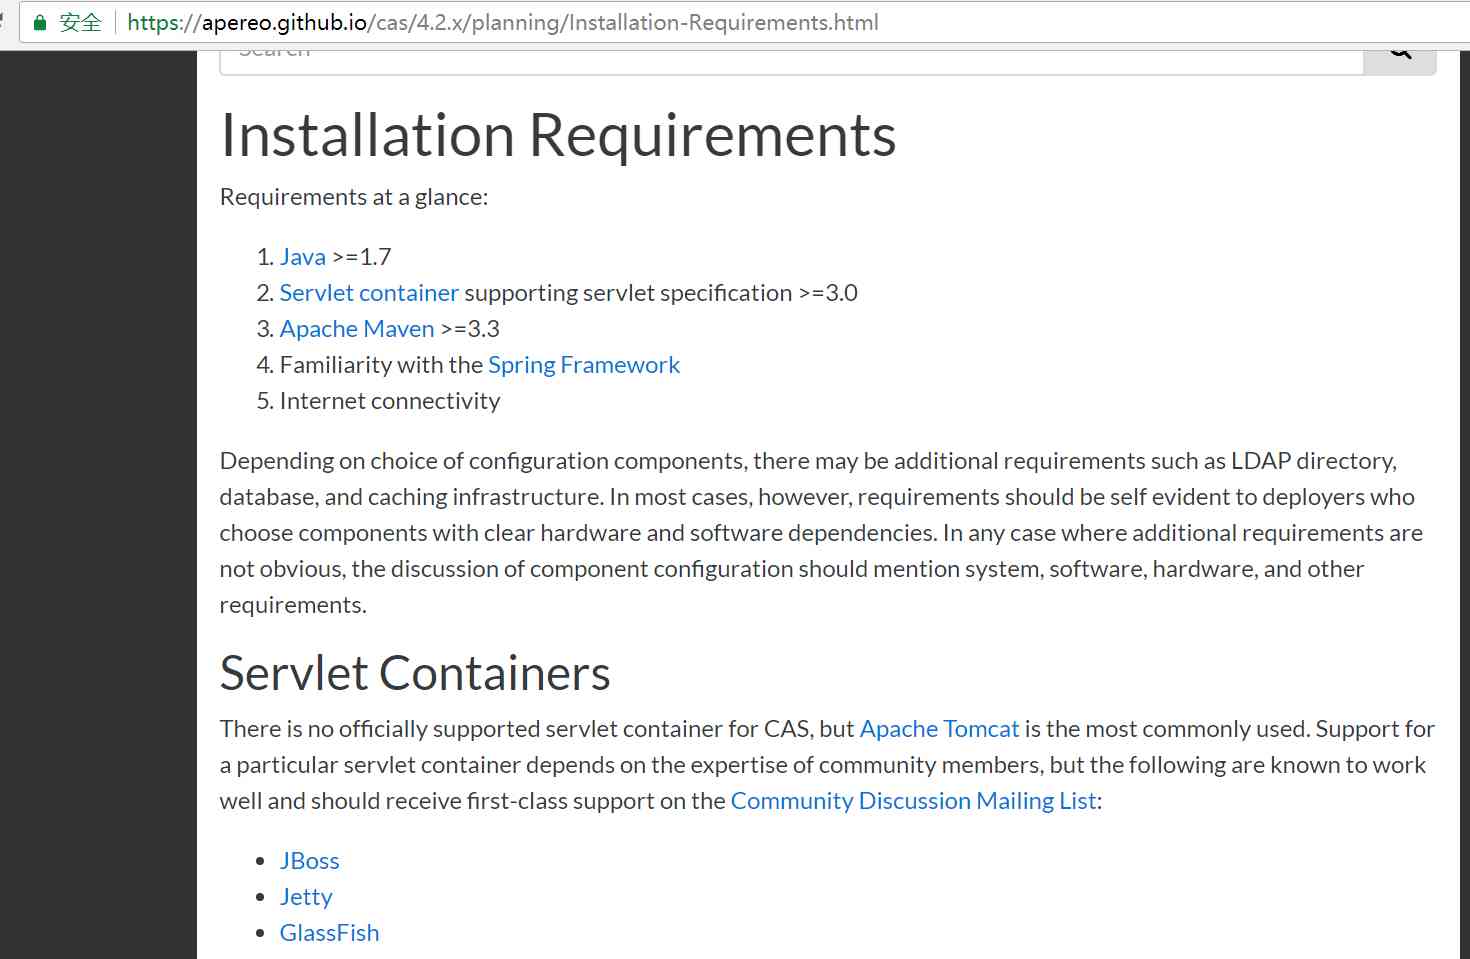 安全 https://apereo.github.io/cas/4.2.x/planning/Installation-Requirements.html
Search
Installation Requirements
Requirements at a glance:
1. Java >=1.7
2. Servlet container supporting servlet specification >=3.0
3. Apache Maven >=3.3
4. Familiarity with the Spring Framework
5. Internet connectivity
Depending on choice of configuration components, there may be additional requirements such as LDAP directory,
database, and caching infrastructure. In most cases, however, requirements should be self evident to deployers who
choose components with clear hardware and software dependencies. In any case where additional requirements are
not obvious, the discussion of component configuration should mention system, software, hardware, and other
requirements.
Servlet Containers
There is no officially supported servlet container for CAS, but Apache Tomcat is the most commonly used. Support for
a particular servlet container depends on the expertise of community members, but the following are known to work
well and should receive first-class support on the Community Discussion Mailing List:
• JBoss
• Jetty
• GlassFish